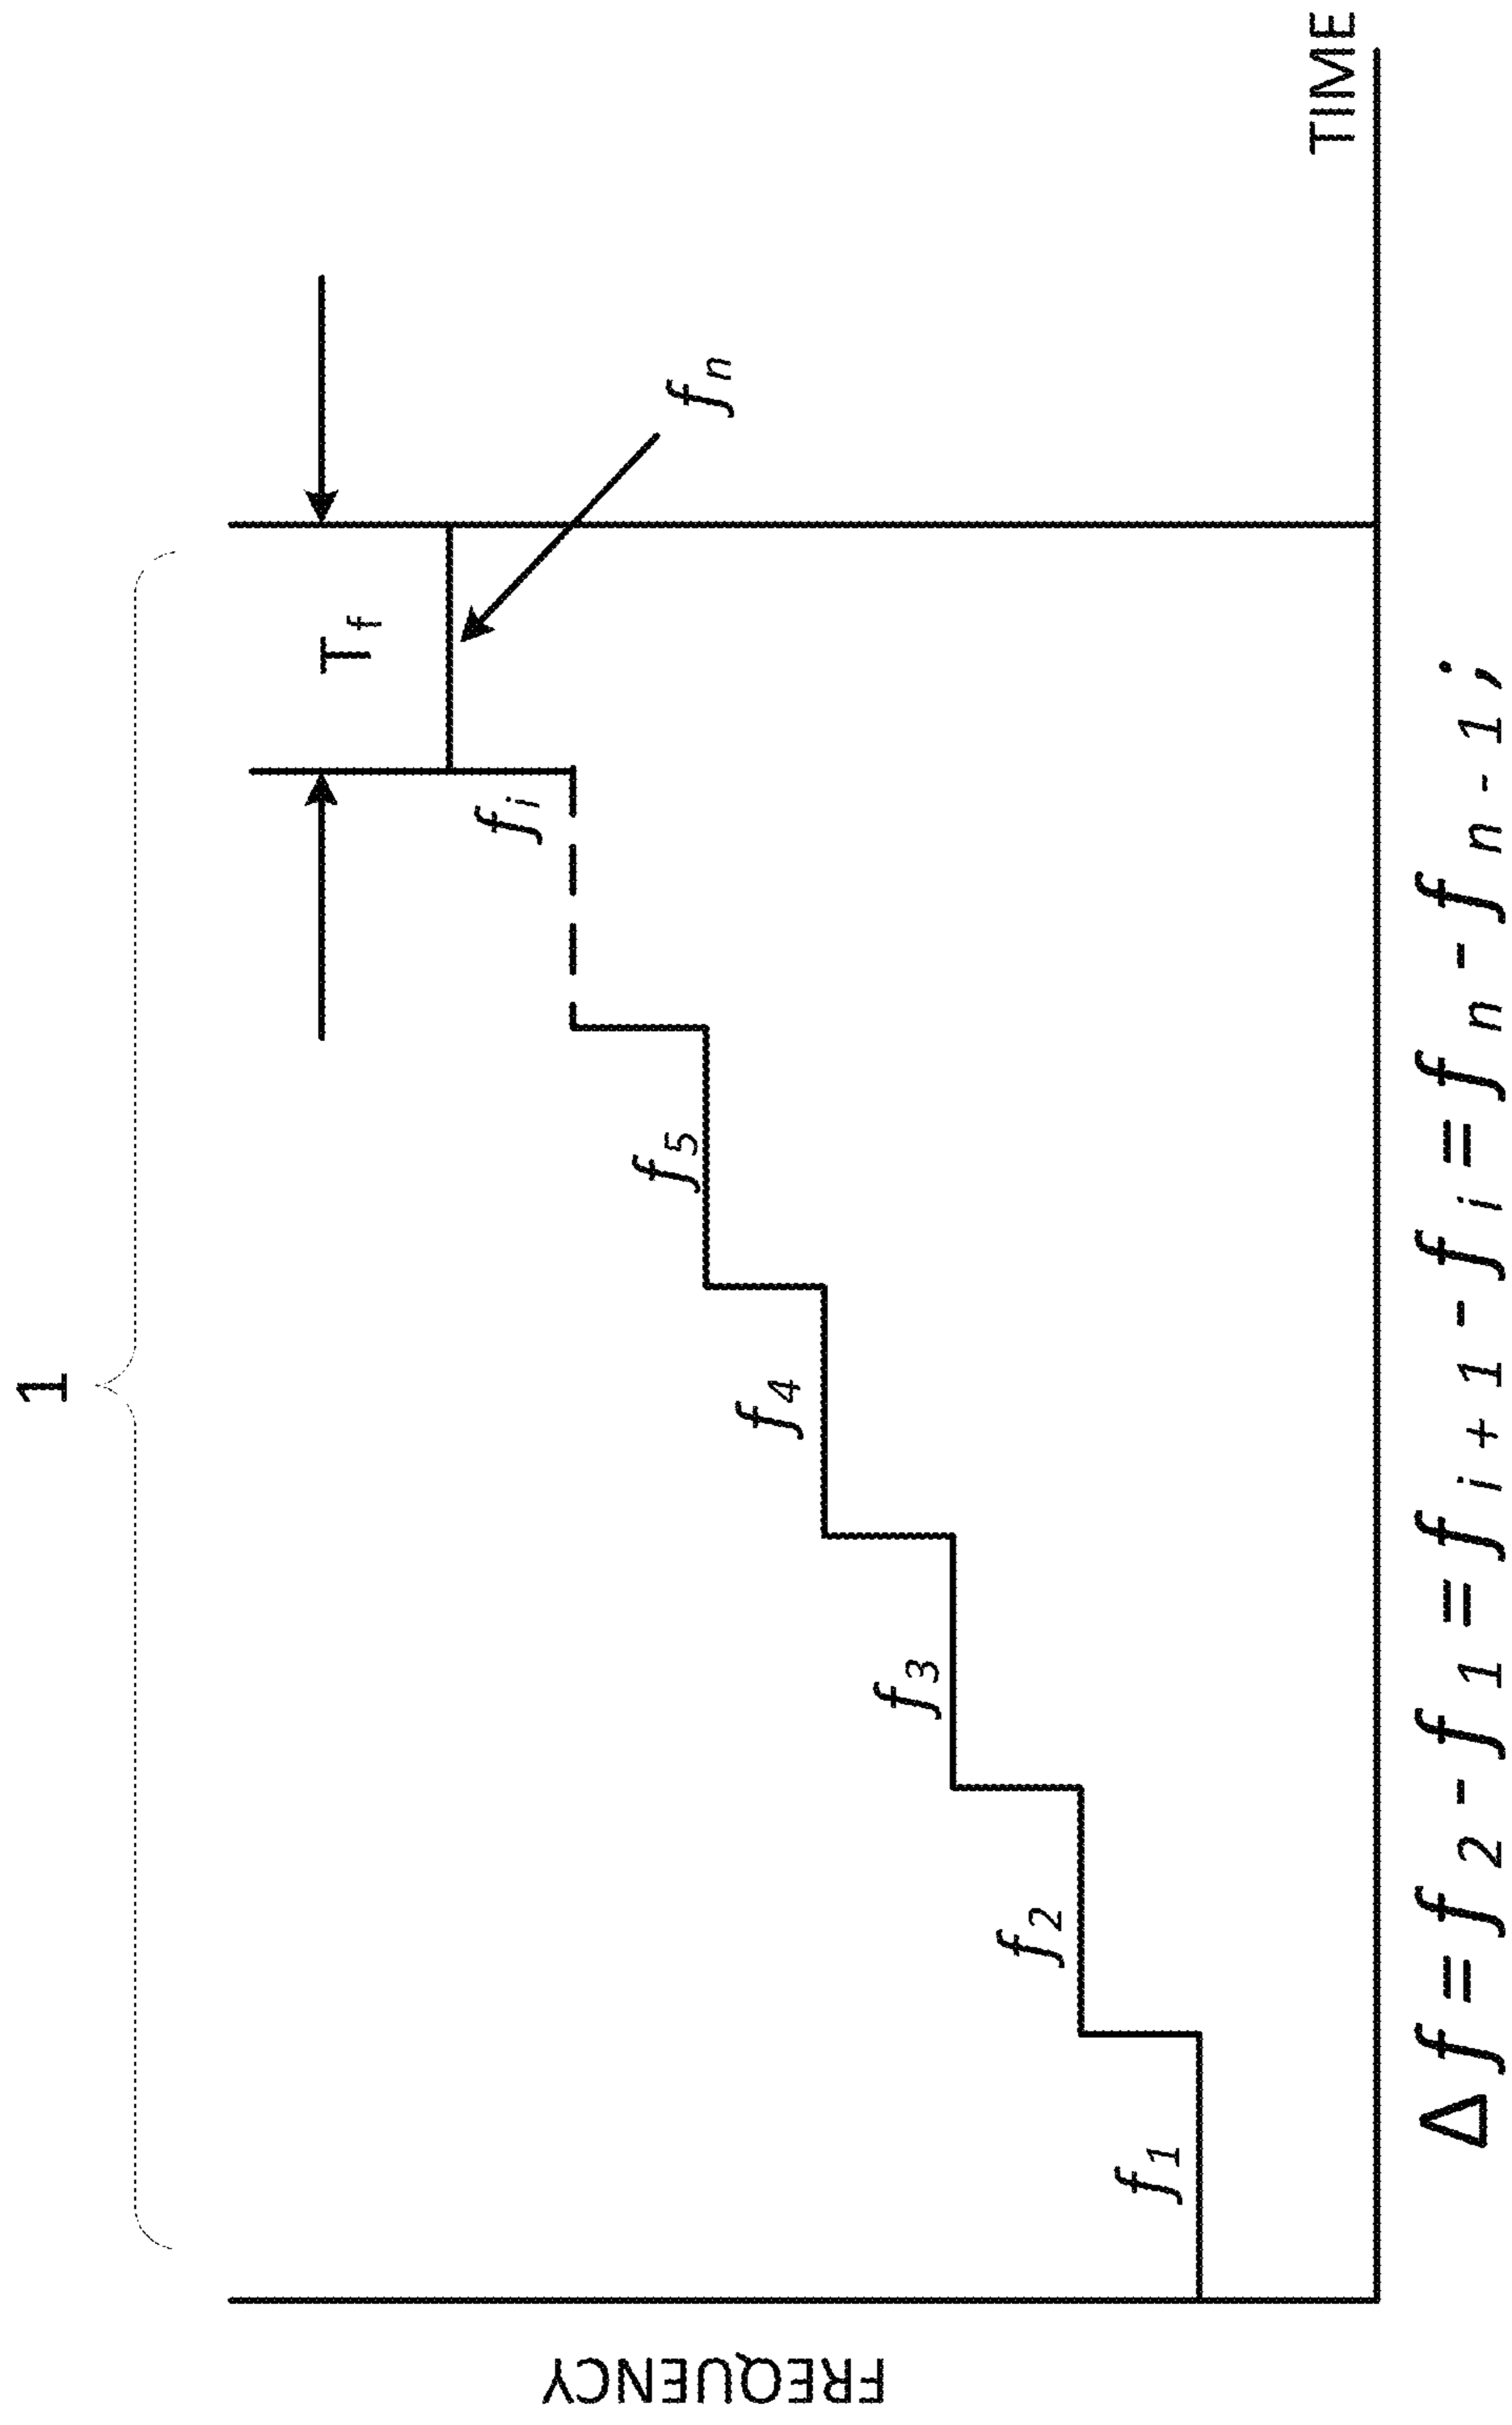 1
T f
f n
f i
f 5
f 4
f 3
f 2
f 1
FREQUENCY
TIME
Δ f = f 2 - f 1 = f i + 1 - f i = f n - f n - 1 ;